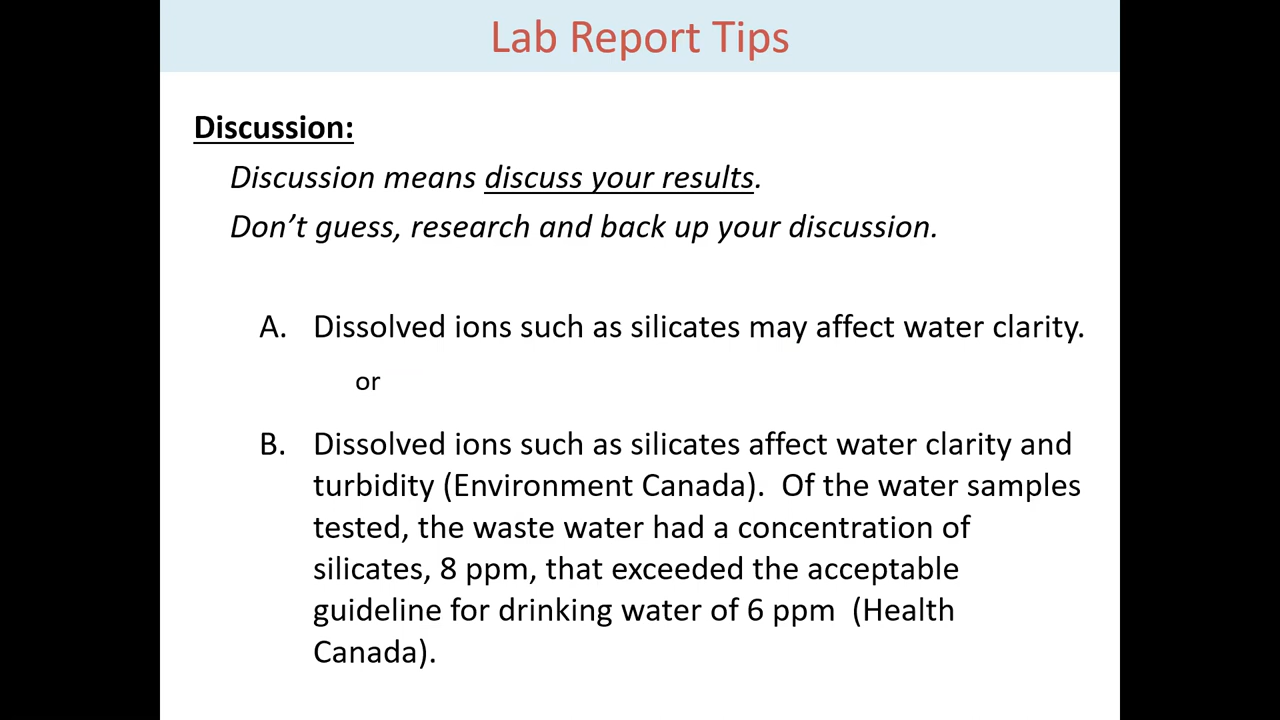 Lab Report Tips
Discussion:
Discussion means discuss your results.
Don’t guess, research and back up your discussion.
A. Dissolved ions such as silicates may affect water clarity.
or
B. Dissolved ions such as silicates affect water clarity and
turbidity (Environment Canada).  Of the water samples
tested, the waste water had a concentration of
silicates, 8 ppm, that exceeded the acceptable
guideline for drinking water of 6 ppm  (Health
Canada).